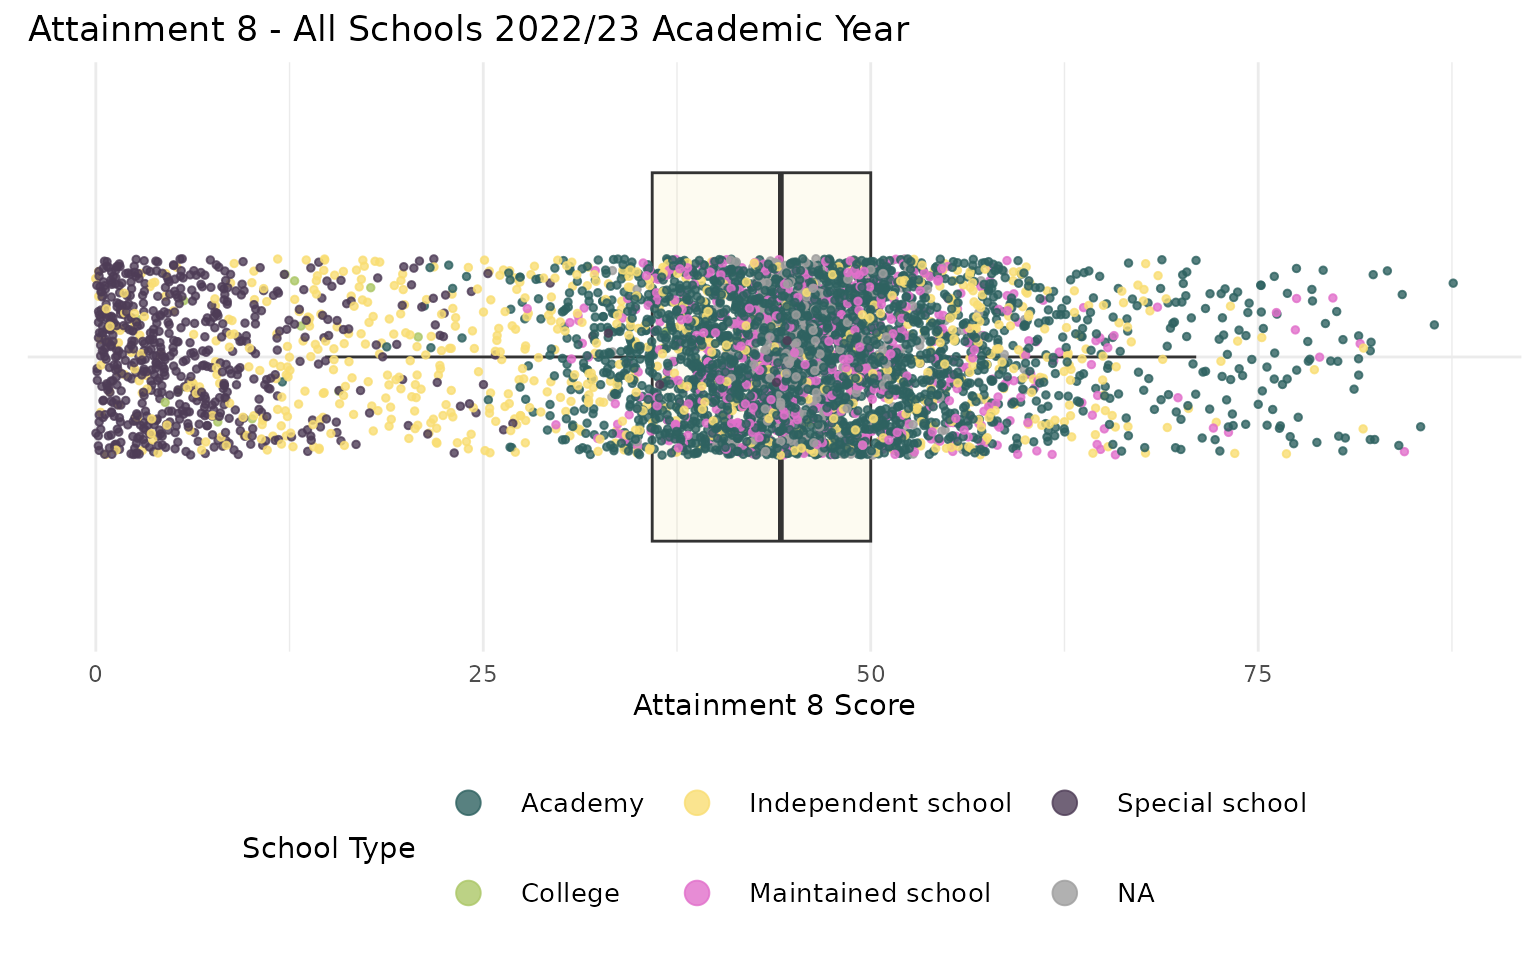 Attainment 8 - All Schools 2022/23 Academic Year
0 25 50 75
Attainment 8 Score
School Type
Academy Independent school Special school
College Maintained school NA